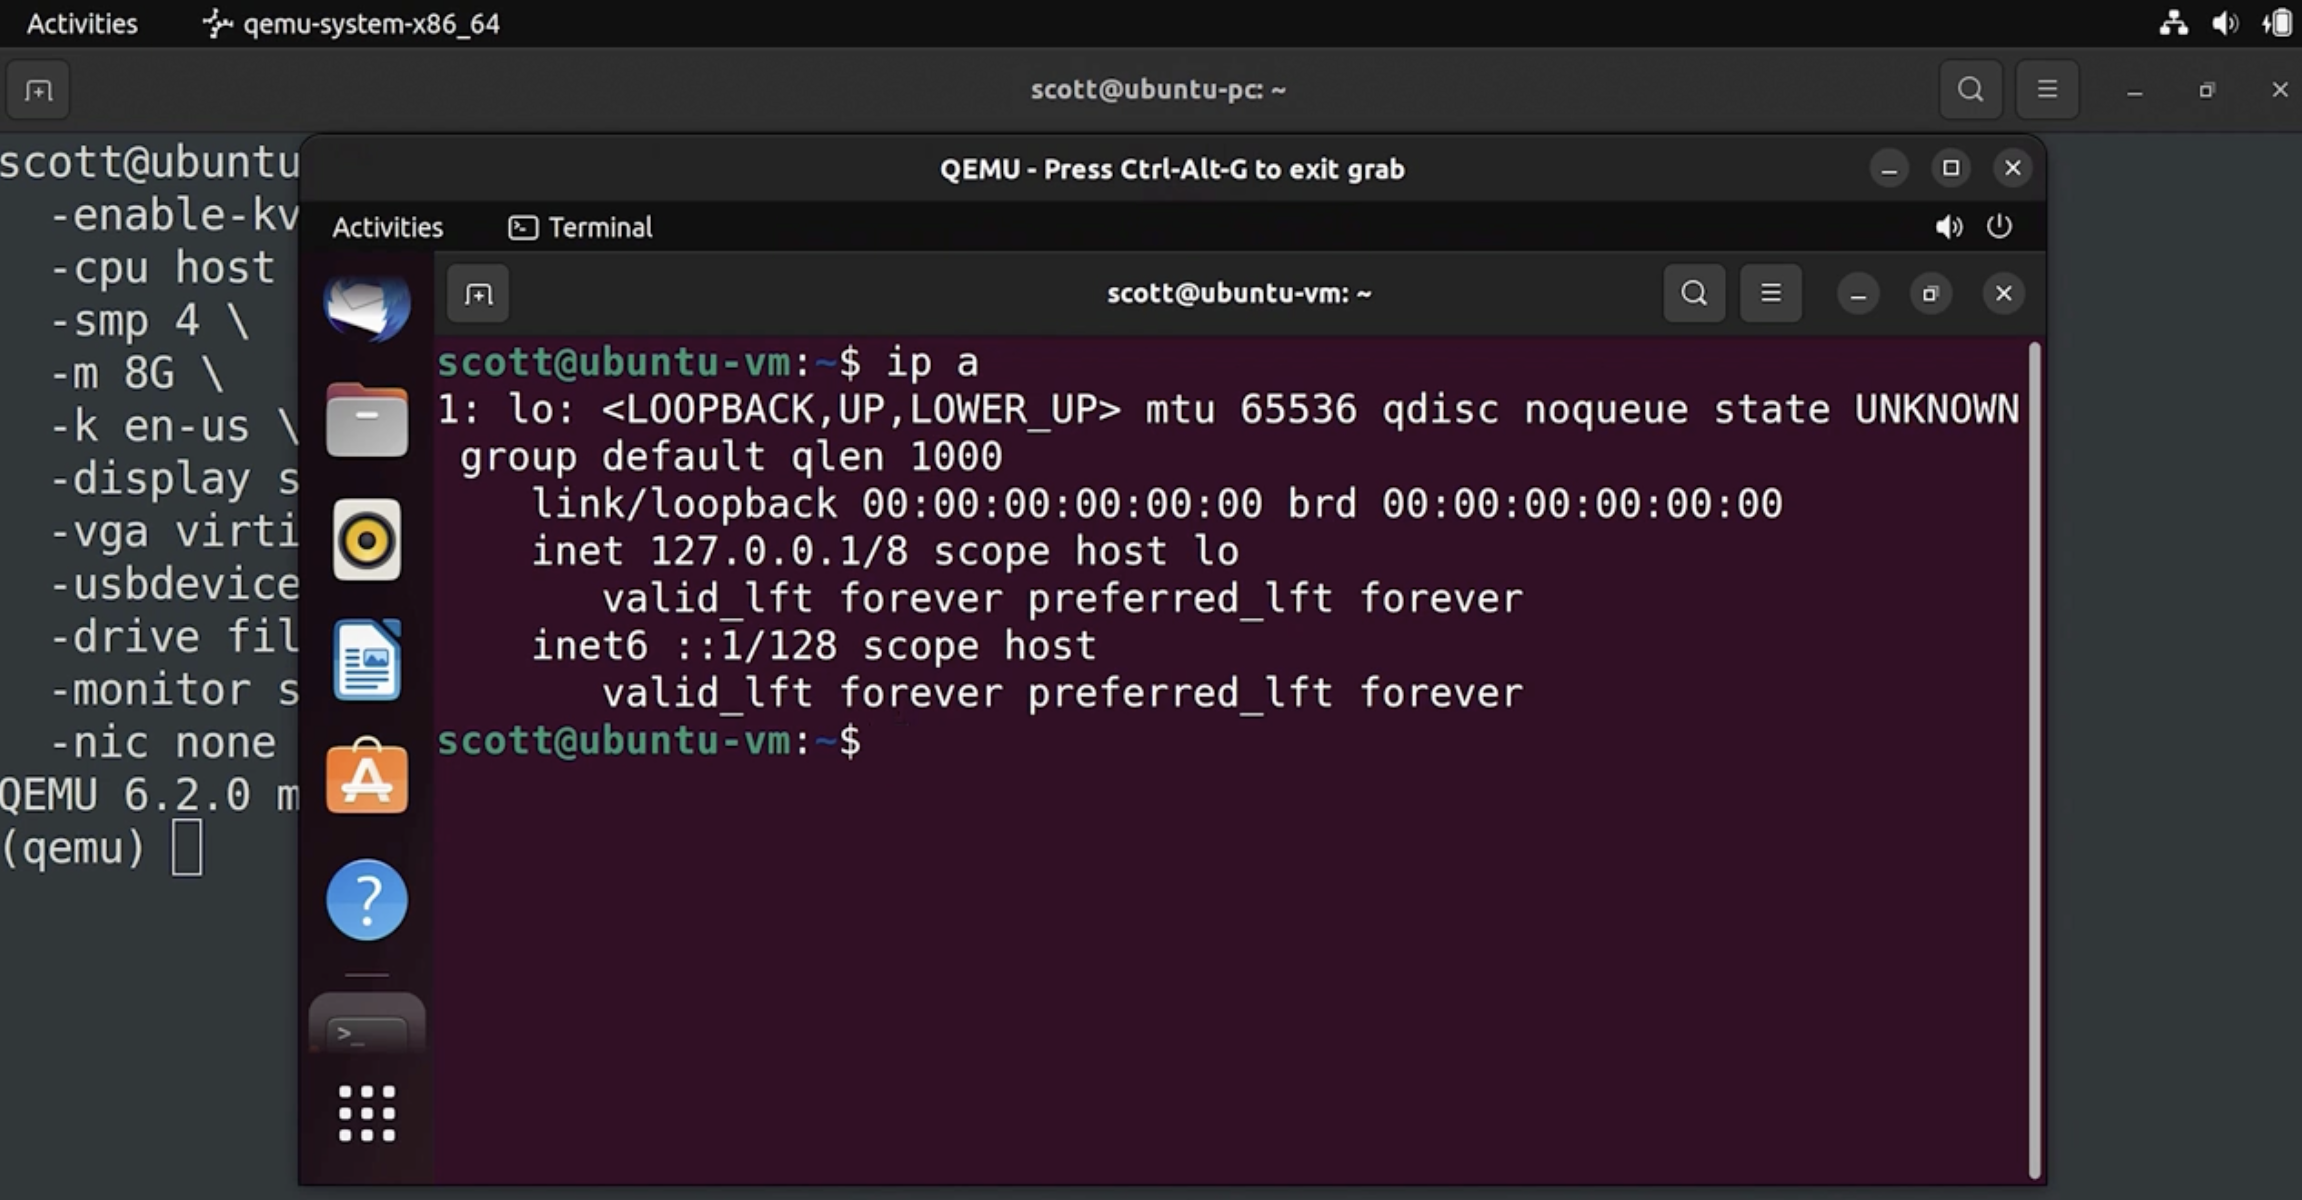 Activities qemu-system-x86_64
scott@ubuntu-pc: ~
scott@ubuntu
-enable-kv
-cpu host
-smp 4 \
-m 8G \
-k en-us \
-display s
-vga virti
-usbdevice
-drive fil
-monitor s
-nic none
QEMU 6.2.0 m
(qemu)
QEMU - Press Ctrl-Alt-G to exit grab
Activities Terminal
scott@ubuntu-vm: ~
scott@ubuntu-vm:~$ ip a
1: lo: <LOOPBACK,UP,LOWER_UP> mtu 65536 qdisc noqueue state UNKNOWN
group default qlen 1000
link/loopback 00:00:00:00:00:00 brd 00:00:00:00:00:00
inet 127.0.0.1/8 scope host lo
valid_lft forever preferred_lft forever
inet6 ::1/128 scope host
valid_lft forever preferred_lft forever
scott@ubuntu-vm:~$